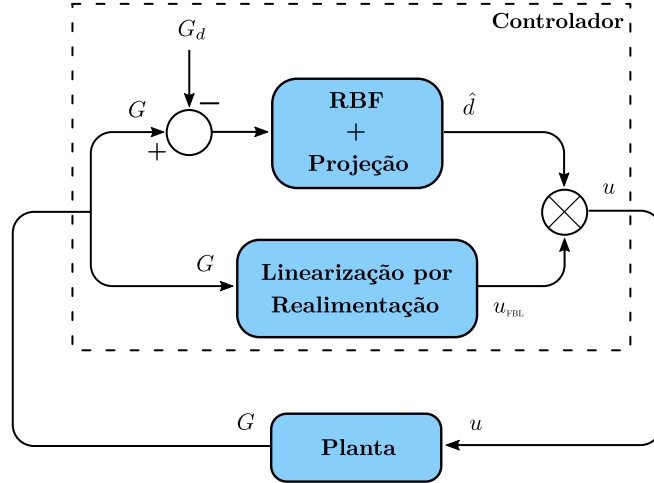 Controlador
G_d
−
G
+
RBF
+
Projeção
d̂
u
G
Linearização por
Realimentação
u_FBL
G
Planta
u